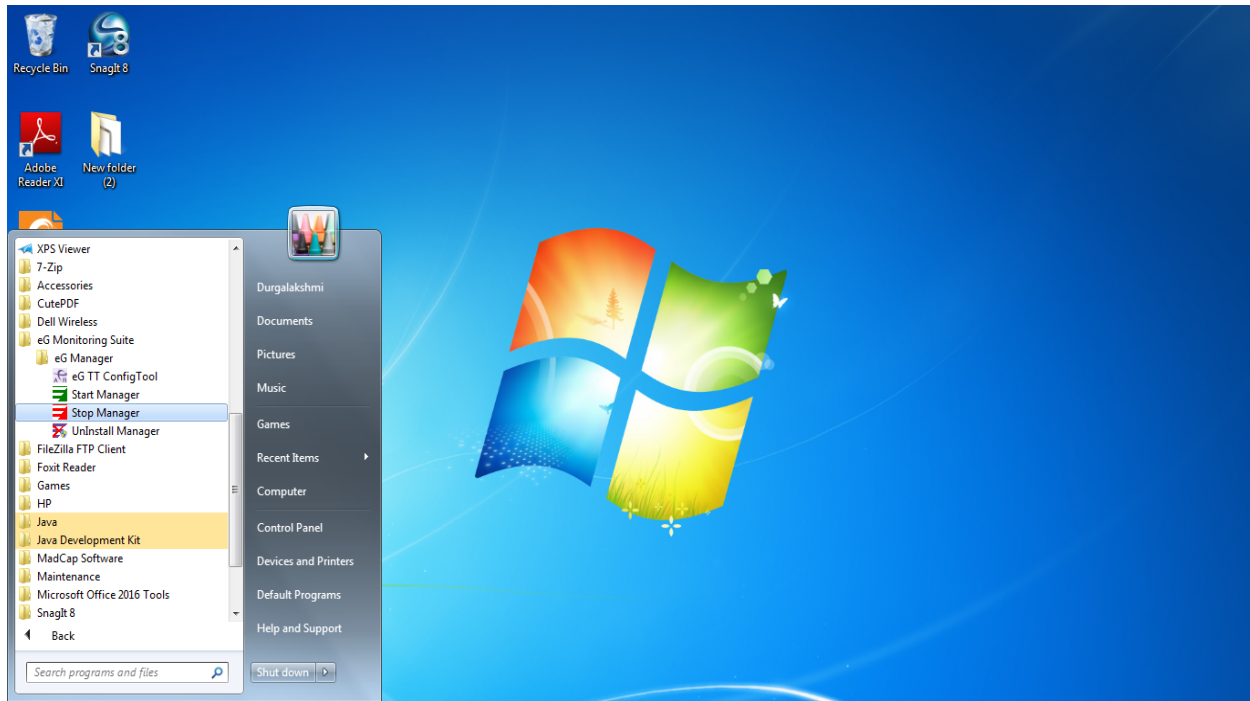 Recycle Bin
SnagIt 8
Adobe
Reader XI
New folder
(2)
XPS Viewer
7-Zip
Accessories
CutePDF
Dell Wireless
eG Monitoring Suite
eG Manager
eG TT ConfigTool
Start Manager
Stop Manager
UnInstall Manager
FileZilla FTP Client
Foxit Reader
Games
HP
Java
Java Development Kit
MadCap Software
Maintenance
Microsoft Office 2016 Tools
SnagIt 8
Back
Search programs and files
Durgalakshmi
Documents
Pictures
Music
Games
Recent Items
Computer
Control Panel
Devices and Printers
Default Programs
Help and Support
Shut down